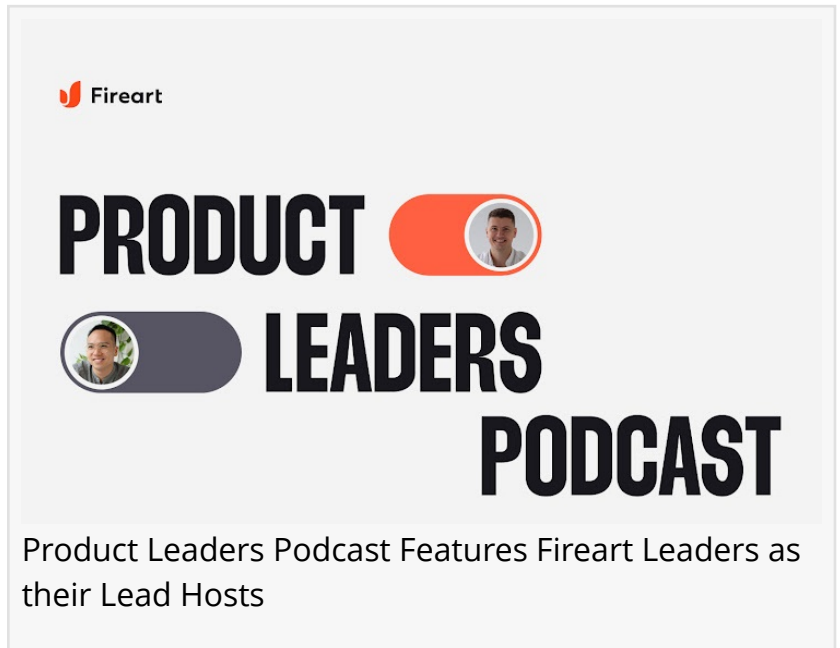 Fireart
PRODUCT
LEADERS
PODCAST
Product Leaders Podcast Features Fireart Leaders as
their Lead Hosts